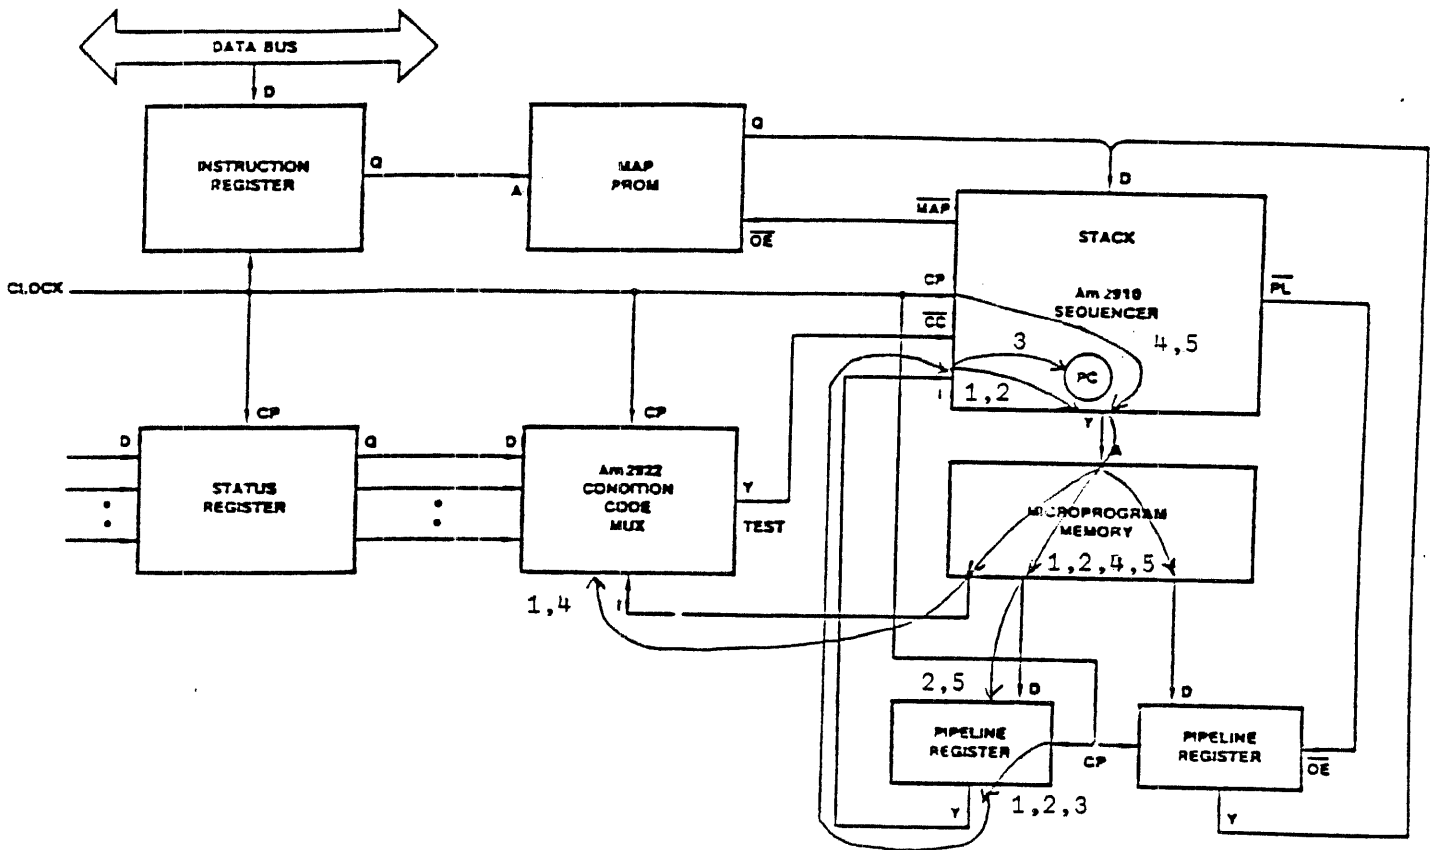 DATA BUS
D
INSTRUCTION
REGISTER
Q
A
MAP
PROM
Q
OE
D
MAP
STACK
CLOCK
CP
Am 2910
SEQUENCER
PL
CC
3
4,5
PC
1,2
I
Y
A
CP
CP
D
STATUS
REGISTER
Q
D
Am 2922
CONDITION
CODE
MUX
Y
TEST
MICROPROGRAM
MEMORY
1,2,4,5
1,4
I
2,5
D
D
PIPELINE
REGISTER
CP
PIPELINE
REGISTER
OE
Y
1,2,3
Y